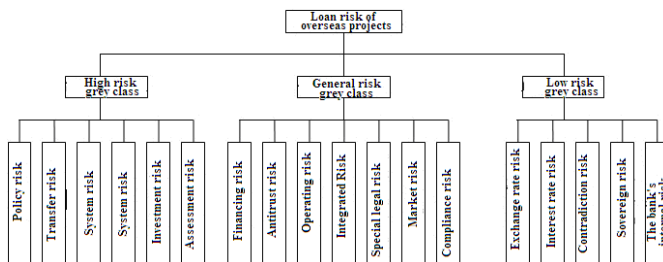 Loan risk of
overseas projects
High risk
grey class
General risk
grey class
Low risk
grey class
Policy risk
Transfer risk
System risk
System risk
Investment risk
Assessment risk
Financing risk
Antitrust risk
Operating risk
Integrated Risk
Special legal risk
Market risk
Compliance risk
Exchange rate risk
Interest rate risk
Contradiction risk
Sovereign risk
The bank's
internal risk